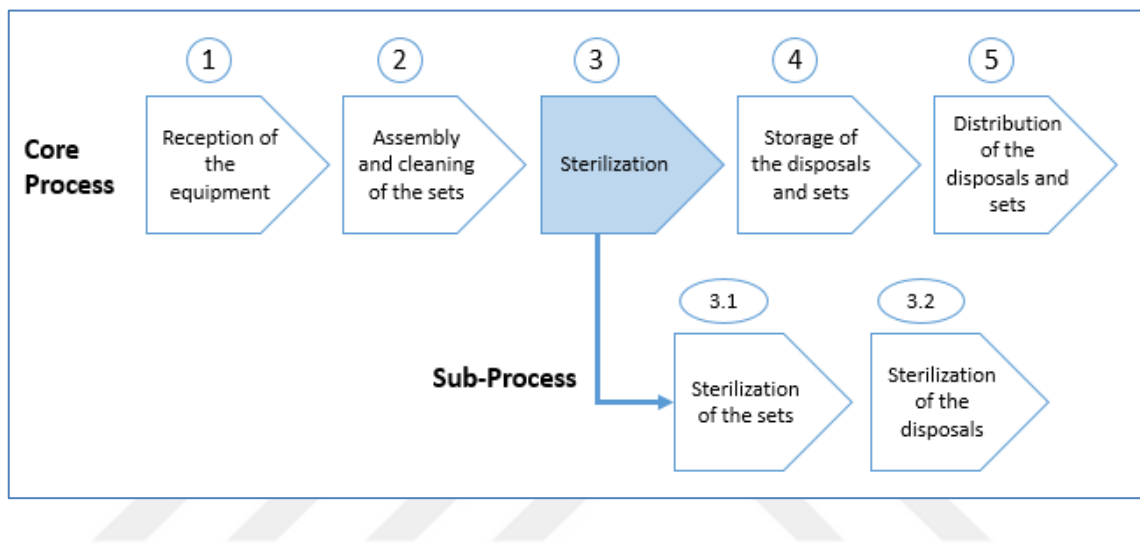 1
2
3
4
5
Core
Process
Reception of
the
equipment
Assembly
and cleaning
of the sets
Sterilization
Storage of
the disposals
and sets
Distribution
of the
disposals and
sets
3.1
3.2
Sub-Process
Sterilization
of the sets
Sterilization
of the
disposals